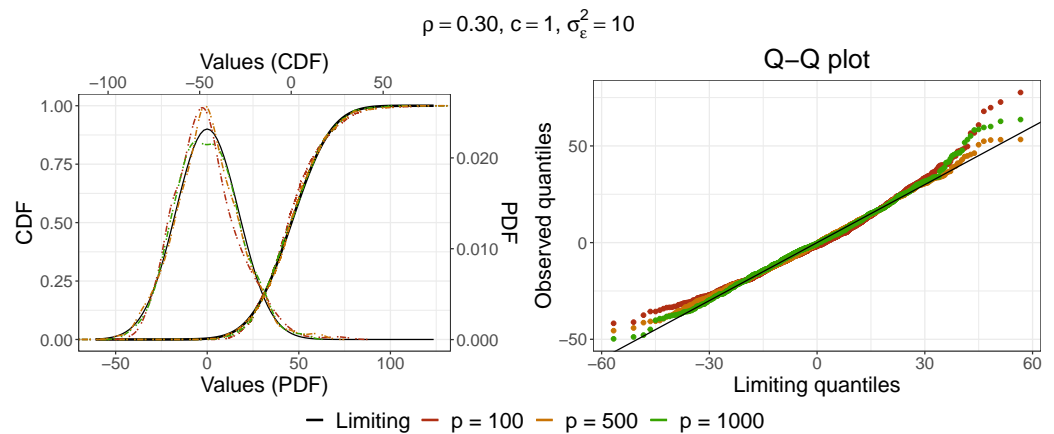 ρ = 0.30, c = 1, σ²_ε = 10
Values (CDF)
−100 −50 0 50
1.00
0.75
0.50
0.25
0.00
CDF
0.020
0.010
0.000
PDF
−50 0 50 100
Values (PDF)
Q−Q plot
Observed quantiles
50
0
−50
−60 −30 0 30 60
Limiting quantiles
Limiting p = 100 p = 500 p = 1000